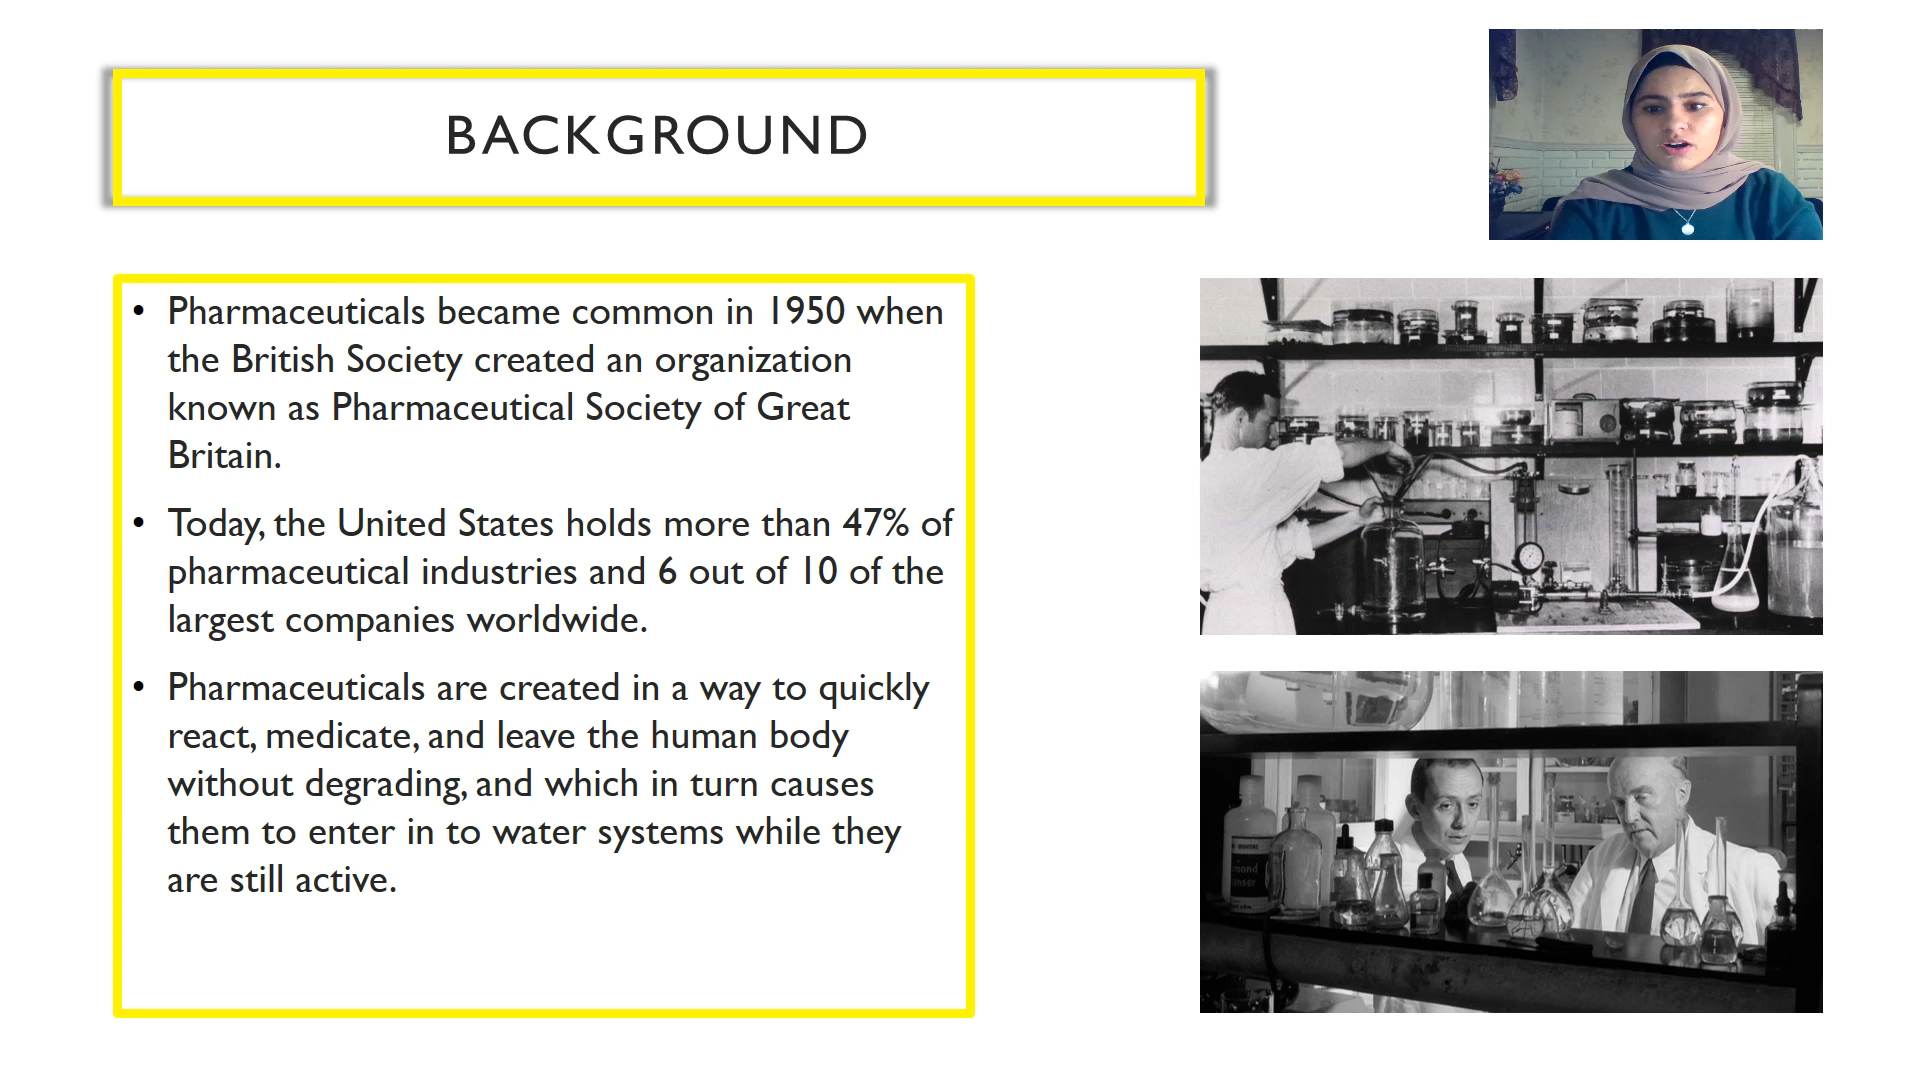 BACKGROUND
• Pharmaceuticals became common in 1950 when
the British Society created an organization
known as Pharmaceutical Society of Great
Britain.
• Today, the United States holds more than 47% of
pharmaceutical industries and 6 out of 10 of the
largest companies worldwide.
• Pharmaceuticals are created in a way to quickly
react, medicate, and leave the human body
without degrading, and which in turn causes
them to enter in to water systems while they
are still active.